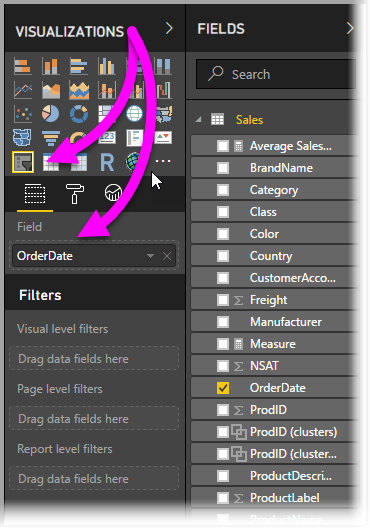 VISUALIZATIONS
FIELDS
Search
123
R
Field
OrderDate
Filters
Visual level filters
Drag data fields here
Page level filters
Drag data fields here
Report level filters
Drag data fields here
Sales
Average Sales...
BrandName
Category
Class
Color
Country
CustomerAcco...
Freight
Manufacturer
Measure
NSAT
OrderDate
ProdID
ProdID (clusters)
ProdID (cluster...
ProductDescri...
ProductLabel
ProductName